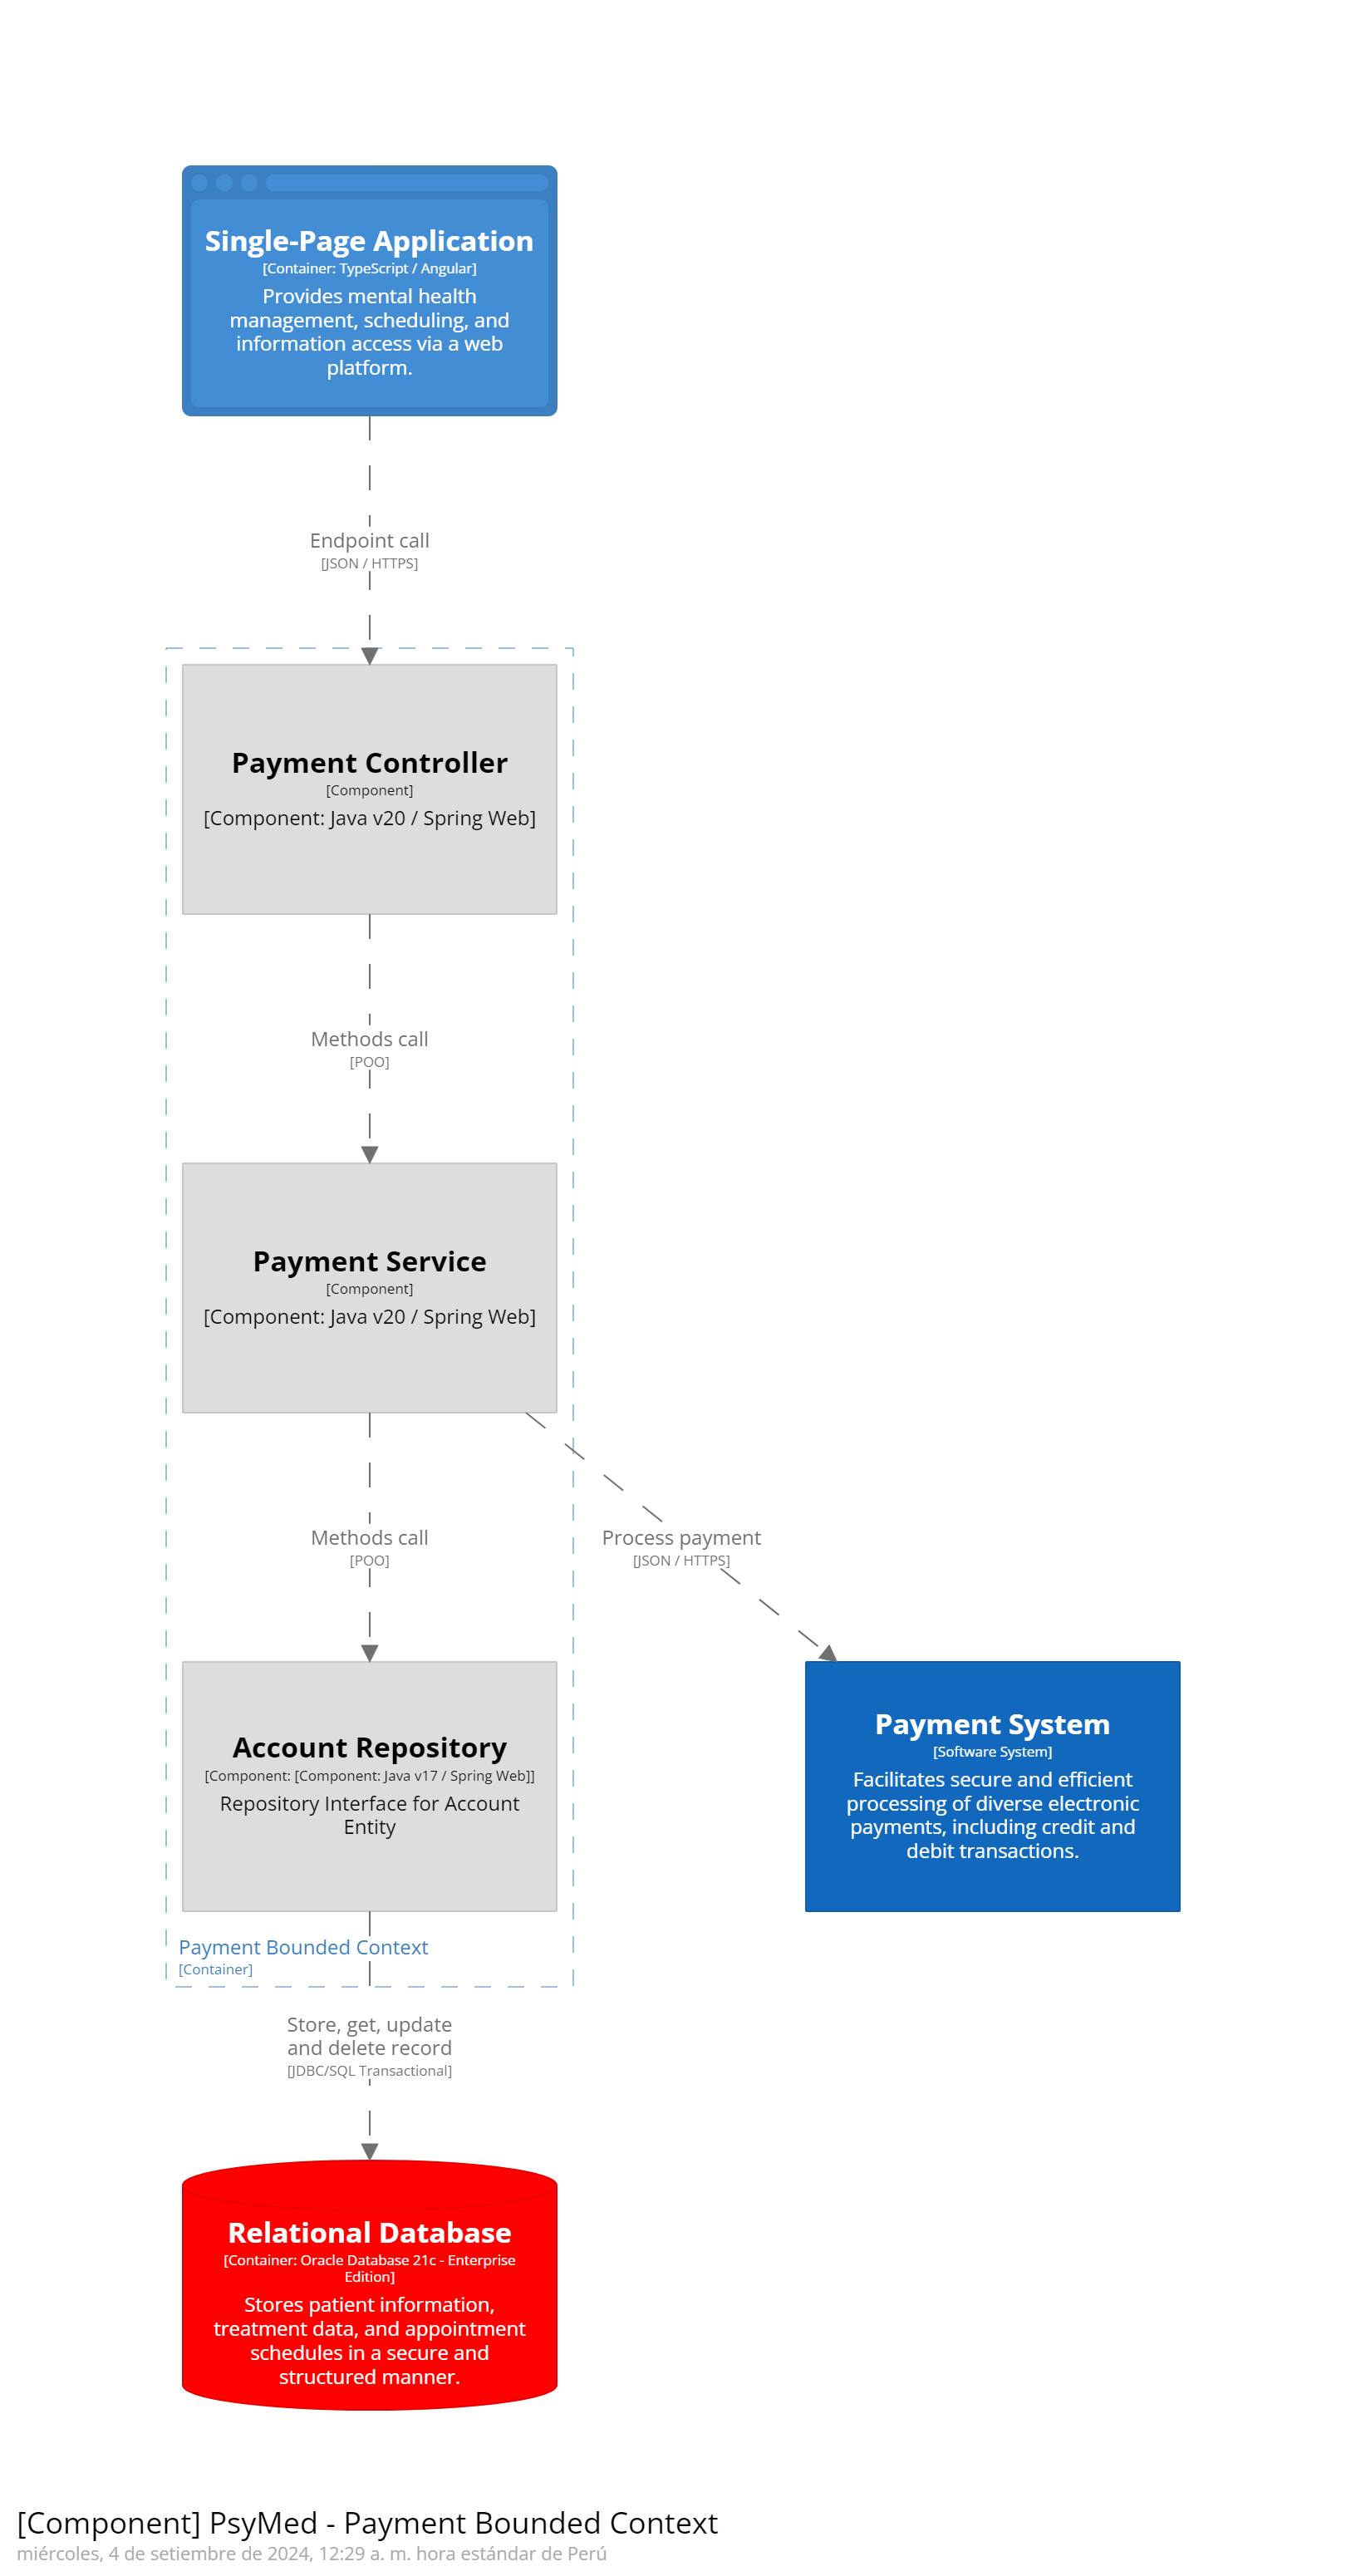 Single-Page Application
[Container: TypeScript / Angular]
Provides mental health
management, scheduling, and
information access via a web
platform.
Endpoint call
[JSON / HTTPS]
Payment Controller
[Component]
[Component: Java v20 / Spring Web]
Methods call
[POO]
Payment Service
[Component]
[Component: Java v20 / Spring Web]
Methods call
[POO]
Process payment
[JSON / HTTPS]
Account Repository
[Component: [Component: Java v17 / Spring Web]]
Repository Interface for Account
Entity
Payment System
[Software System]
Facilitates secure and efficient
processing of diverse electronic
payments, including credit and
debit transactions.
Payment Bounded Context
[Container]
Store, get, update
and delete record
[JDBC/SQL Transactional]
Relational Database
[Container: Oracle Database 21c - Enterprise
Edition]
Stores patient information,
treatment data, and appointment
schedules in a secure and
structured manner.
[Component] PsyMed - Payment Bounded Context
miércoles, 4 de setiembre de 2024, 12:29 a. m. hora estándar de Perú